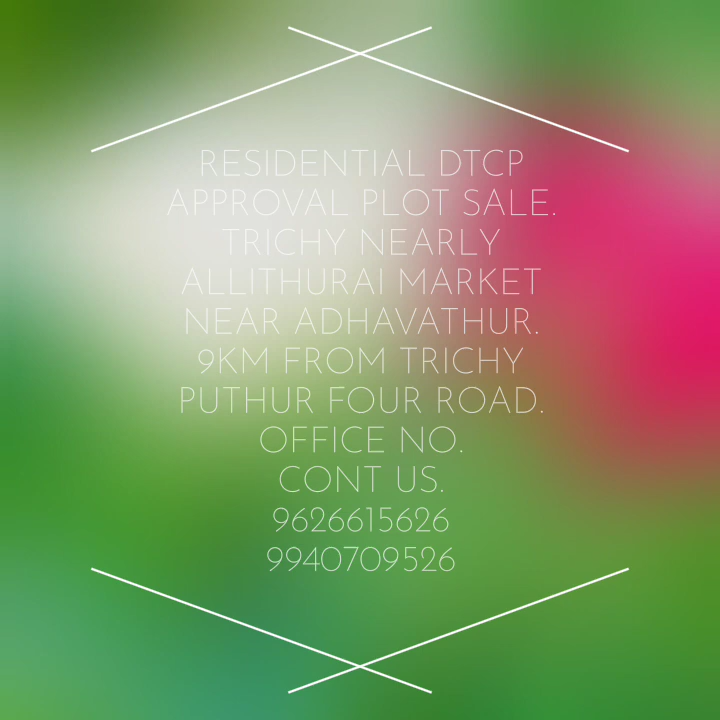 RESIDENTIAL DTCP
APPROVAL PLOT SALE.
TRICHY NEARLY
ALLITHURAI MARKET
NEAR ADHAVATHUR.
9KM FROM TRICHY
PUTHUR FOUR ROAD.
OFFICE NO.
CONT US.
9626615626
9940709526